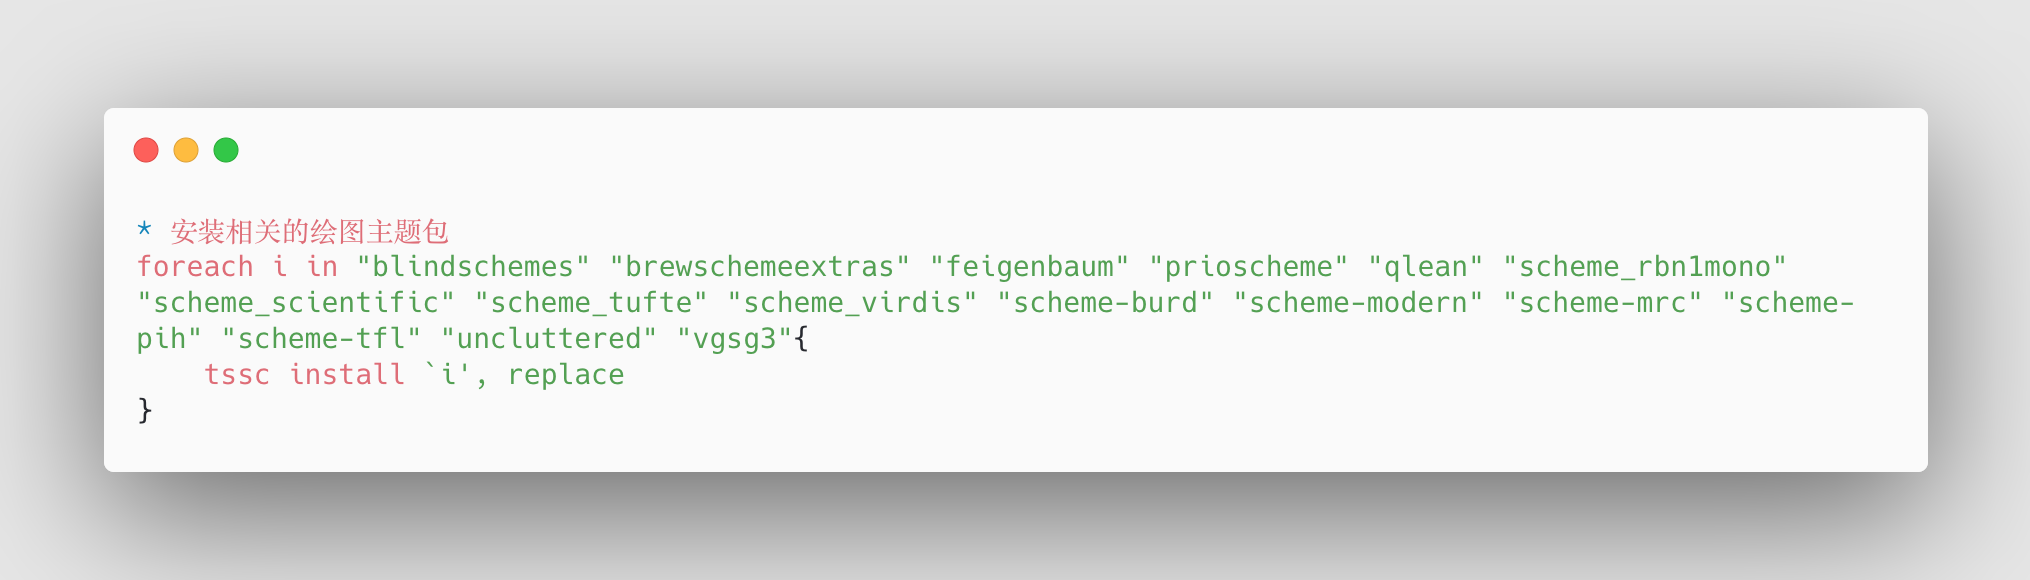 * 安装相关的绘图主题包
foreach i in "blindschemes" "brewschemeextras" "feigenbaum" "prioscheme" "qlean" "scheme_rbn1mono"
"scheme_scientific" "scheme_tufte" "scheme_virdis" "scheme-burd" "scheme-modern" "scheme-mrc" "scheme-
pih" "scheme-tfl" "uncluttered" "vgsg3"{
    tssc install `i', replace
}